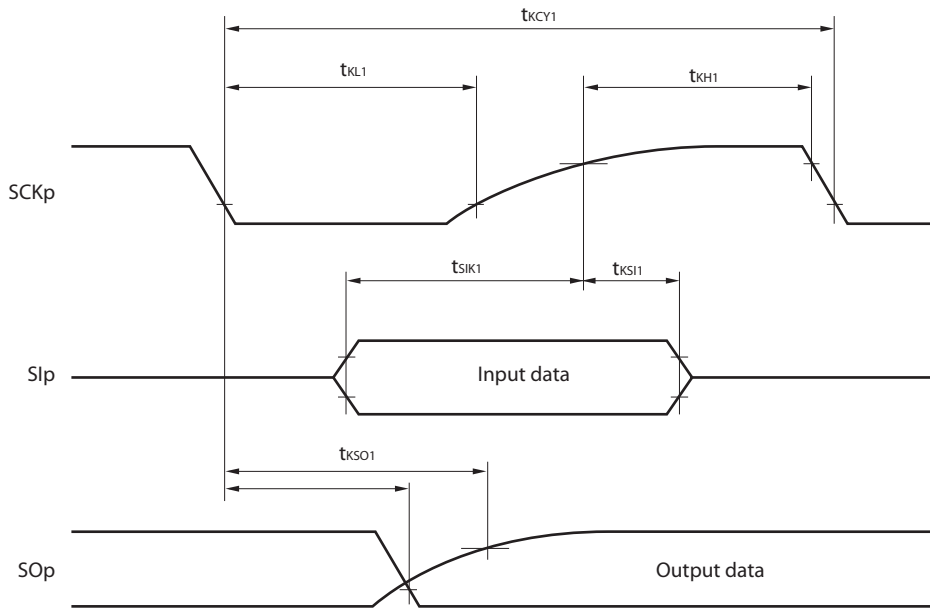 tKCY1
tKL1
tKH1
SCKp
tSIK1
tKSI1
SIp
Input data
tKSO1
SOp
Output data